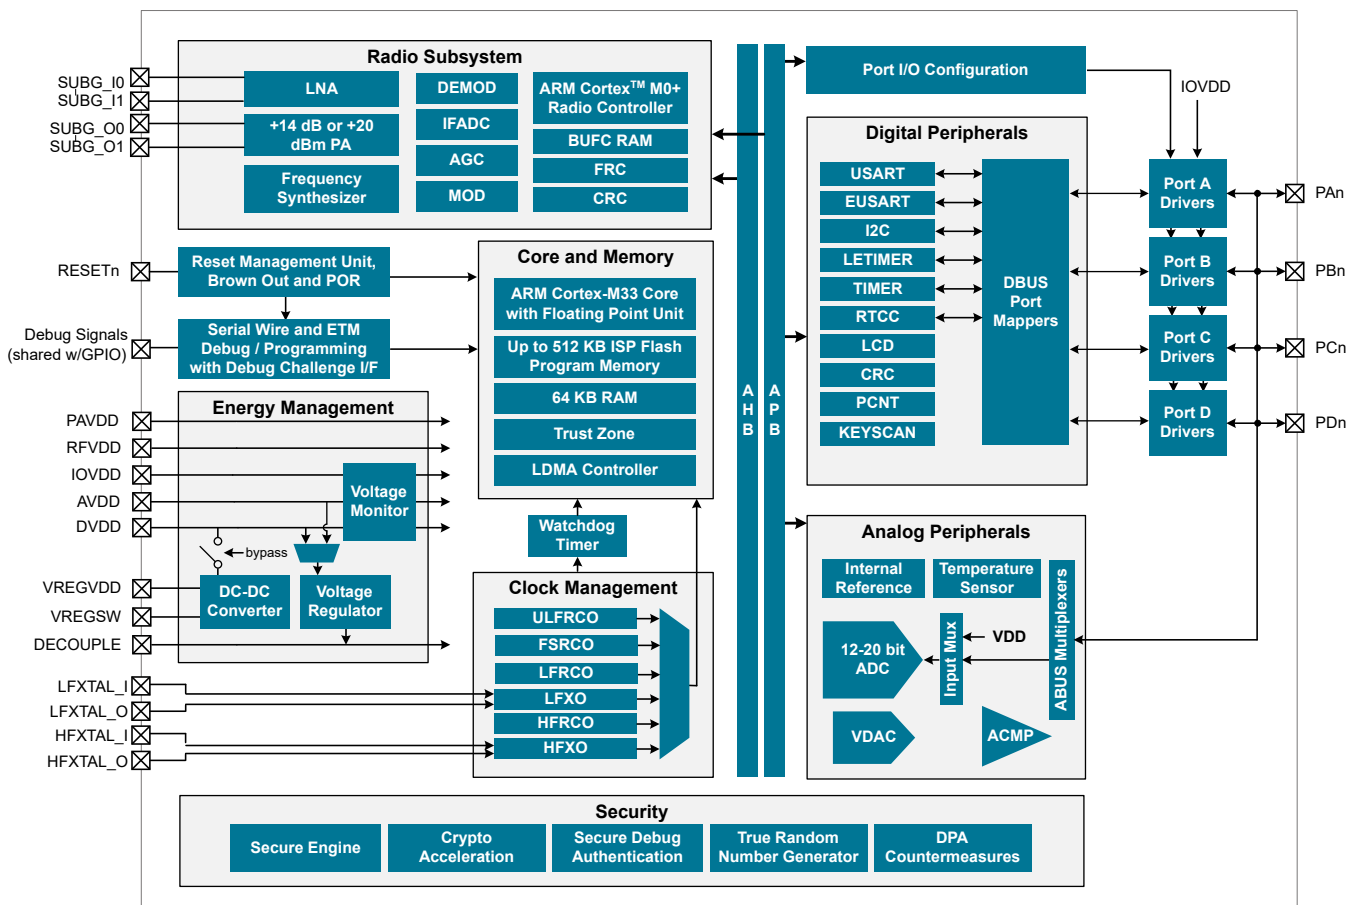 Radio Subsystem
SUBG_I0
SUBG_I1
SUBG_O0
SUBG_O1
LNA
+14 dB or +20
dBm PA
Frequency
Synthesizer
DEMOD
IFADC
AGC
MOD
ARM Cortex™ M0+
Radio Controller
BUFC RAM
FRC
CRC
RESETn
Reset Management Unit,
Brown Out and POR
Debug Signals
(shared w/GPIO)
Serial Wire and ETM
Debug / Programming
with Debug Challenge I/F
Core and Memory
ARM Cortex-M33 Core
with Floating Point Unit
Up to 512 KB ISP Flash
Program Memory
64 KB RAM
Trust Zone
LDMA Controller
Energy Management
PAVDD
RFVDD
IOVDD
AVDD
DVDD
VREGVDD
VREGSW
DECOUPLE
Voltage
Monitor
bypass
DC-DC
Converter
Voltage
Regulator
Watchdog
Timer
Clock Management
ULFRCO
FSRCO
LFRCO
LFXO
HFRCO
HFXO
LFXTAL_I
LFXTAL_O
HFXTAL_I
HFXTAL_O
AHB
APB
Port I/O Configuration
IOVDD
Digital Peripherals
USART
EUSART
I2C
LETIMER
TIMER
RTCC
LCD
CRC
PCNT
KEYSCAN
DBUS
Port
Mappers
Port A
Drivers
Port B
Drivers
Port C
Drivers
Port D
Drivers
PAn
PBn
PCn
PDn
Analog Peripherals
Internal
Reference
Temperature
Sensor
12-20 bit
ADC
Input Mux
VDD
ABUS Multiplexers
VDAC
ACMP
Security
Secure Engine
Crypto
Acceleration
Secure Debug
Authentication
True Random
Number Generator
DPA
Countermeasures